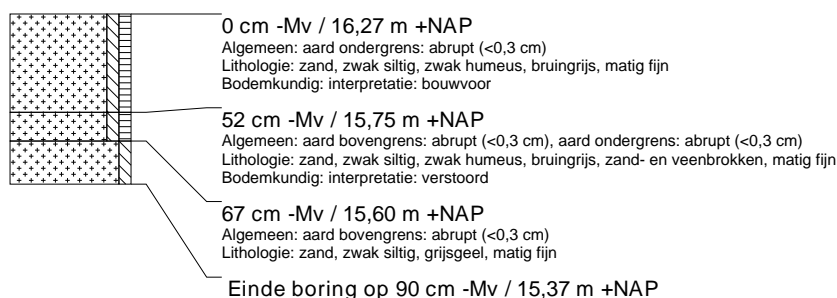 0 cm -Mv / 16,27 m +NAP
Algemeen: aard ondergrens: abrupt (<0,3 cm)
Lithologie: zand, zwak siltig, zwak humeus, bruingrijs, matig fijn
Bodemkundig: interpretatie: bouwvoor
52 cm -Mv / 15,75 m +NAP
Algemeen: aard bovengrens: abrupt (<0,3 cm), aard ondergrens: abrupt (<0,3 cm)
Lithologie: zand, zwak siltig, zwak humeus, bruingrijs, zand- en veenbrokken, matig fijn
Bodemkundig: interpretatie: verstoord
67 cm -Mv / 15,60 m +NAP
Algemeen: aard bovengrens: abrupt (<0,3 cm)
Lithologie: zand, zwak siltig, grijsgeel, matig fijn
Einde boring op 90 cm -Mv / 15,37 m +NAP